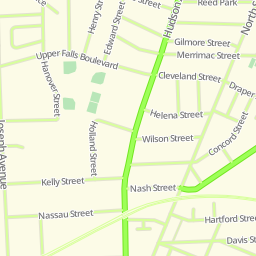 Reed Park
Henry Street
Edward Street
Hudson
North S
Gilmore Street
Merrimac Street
Upper Falls Boulevard
Cleveland Street
Hanover Street
Draper
Helena Street
Holland Street
Wilson Street
Concord Street
Joseph Avenue
Kelly Street
Nash Street
Nassau Street
Hartford Street
Davis St